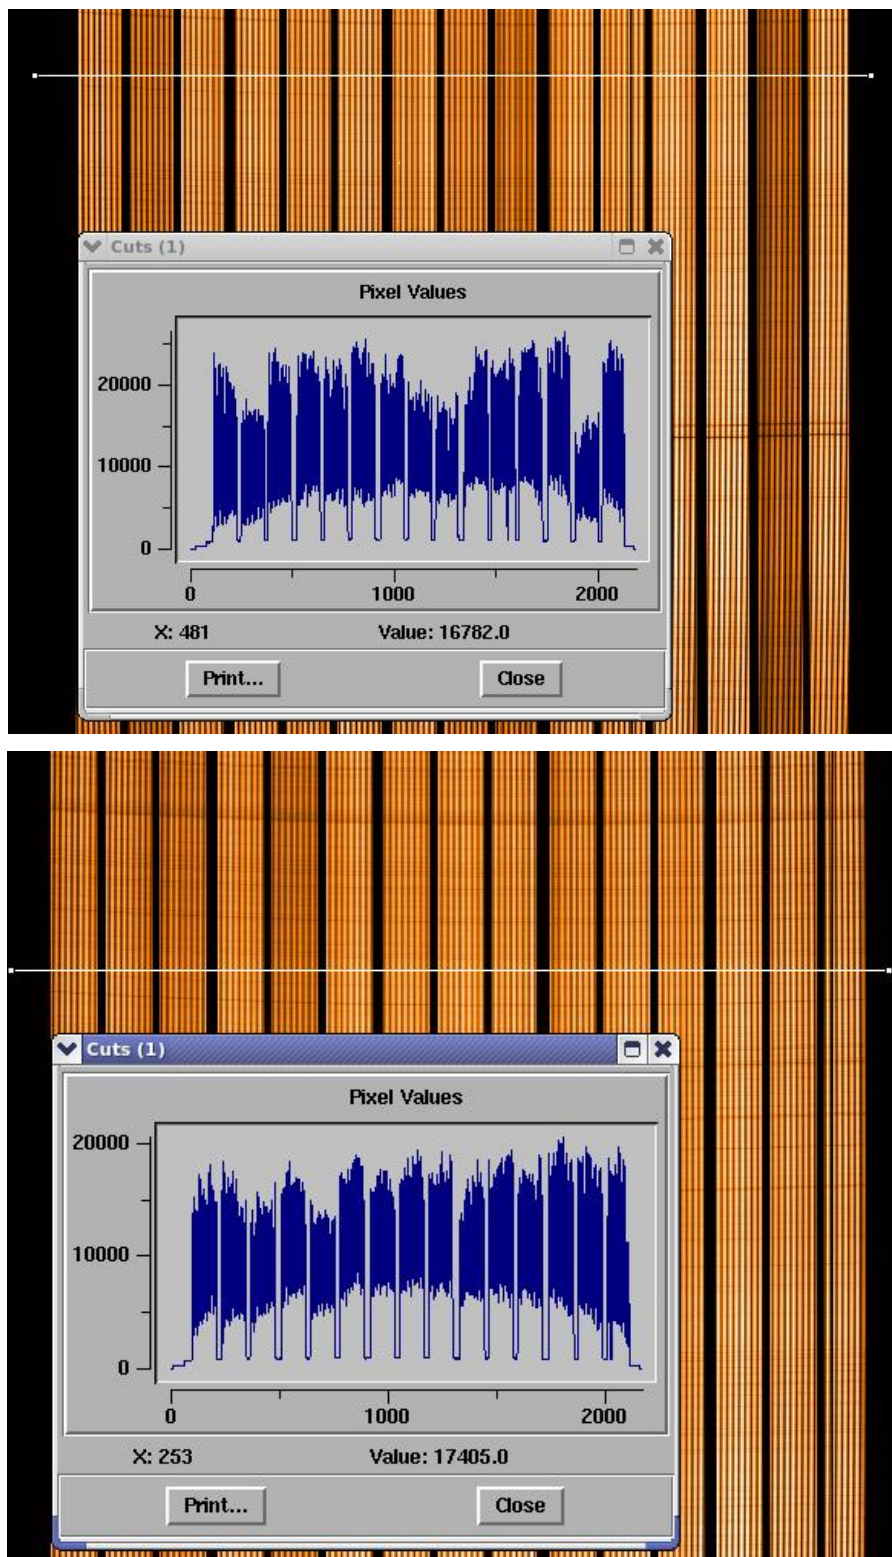 Cuts (1)
Pixel Values
20000
10000
0
0 1000 2000
X: 481 Value: 16782.0
Print... Close
Cuts (1)
Pixel Values
20000
10000
0
0 1000 2000
X: 253 Value: 17405.0
Print... Close